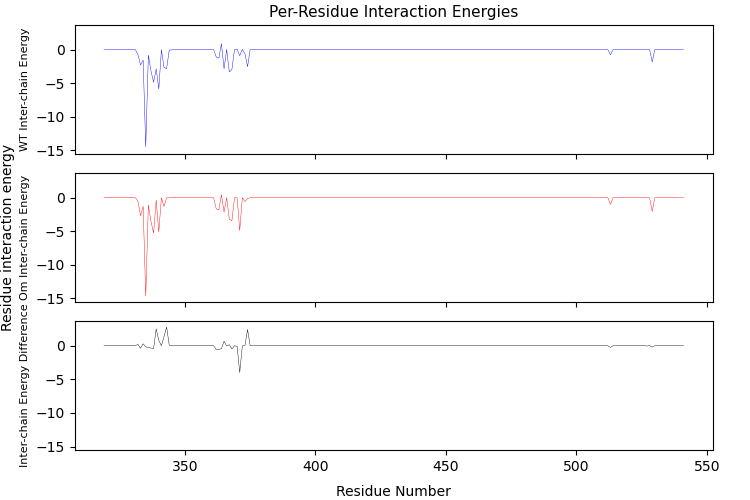 Per-Residue Interaction Energies
Residue interaction energy
WT Inter-chain Energy
0
−5
−10
−15
Om Inter-chain Energy
0
−5
−10
−15
Inter-chain Energy Difference
0
−5
−10
−15
350
400
450
500
550
Residue Number